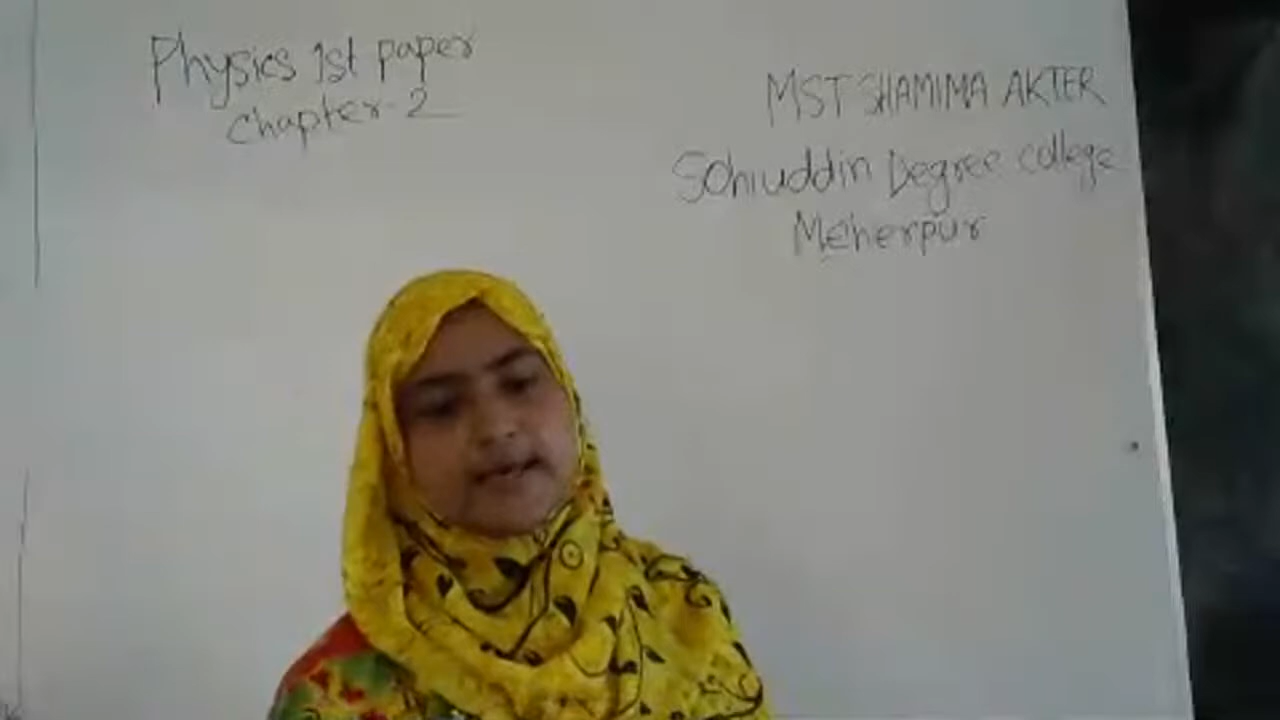 Physics 1st paper
chapter-2
MST SHAMIMA AKTER
Sohiuddin Degree college
Meherpur